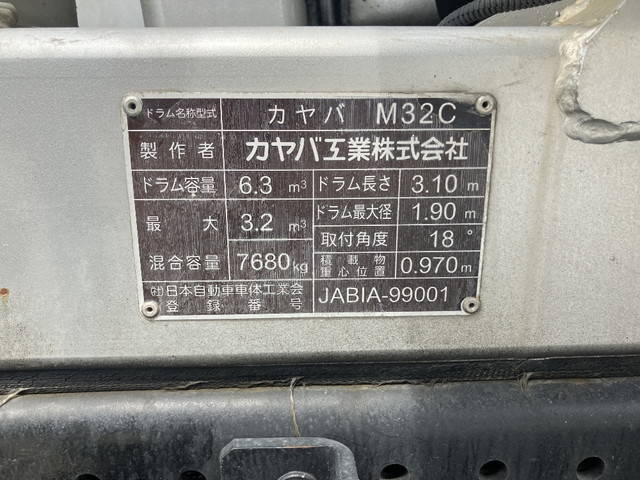 ドラム名称型式 カヤバ M32C
製作者 カヤバ工業株式会社
ドラム容量 6.3 m³ ドラム長さ 3.10 m
最大 3.2 m³ ドラム最大径 1.90 m
取付角度 18°
混合容量 7680kg 積載物重心位置 0.970m
㈳日本自動車車体工業会
登録番号 JABIA-99001